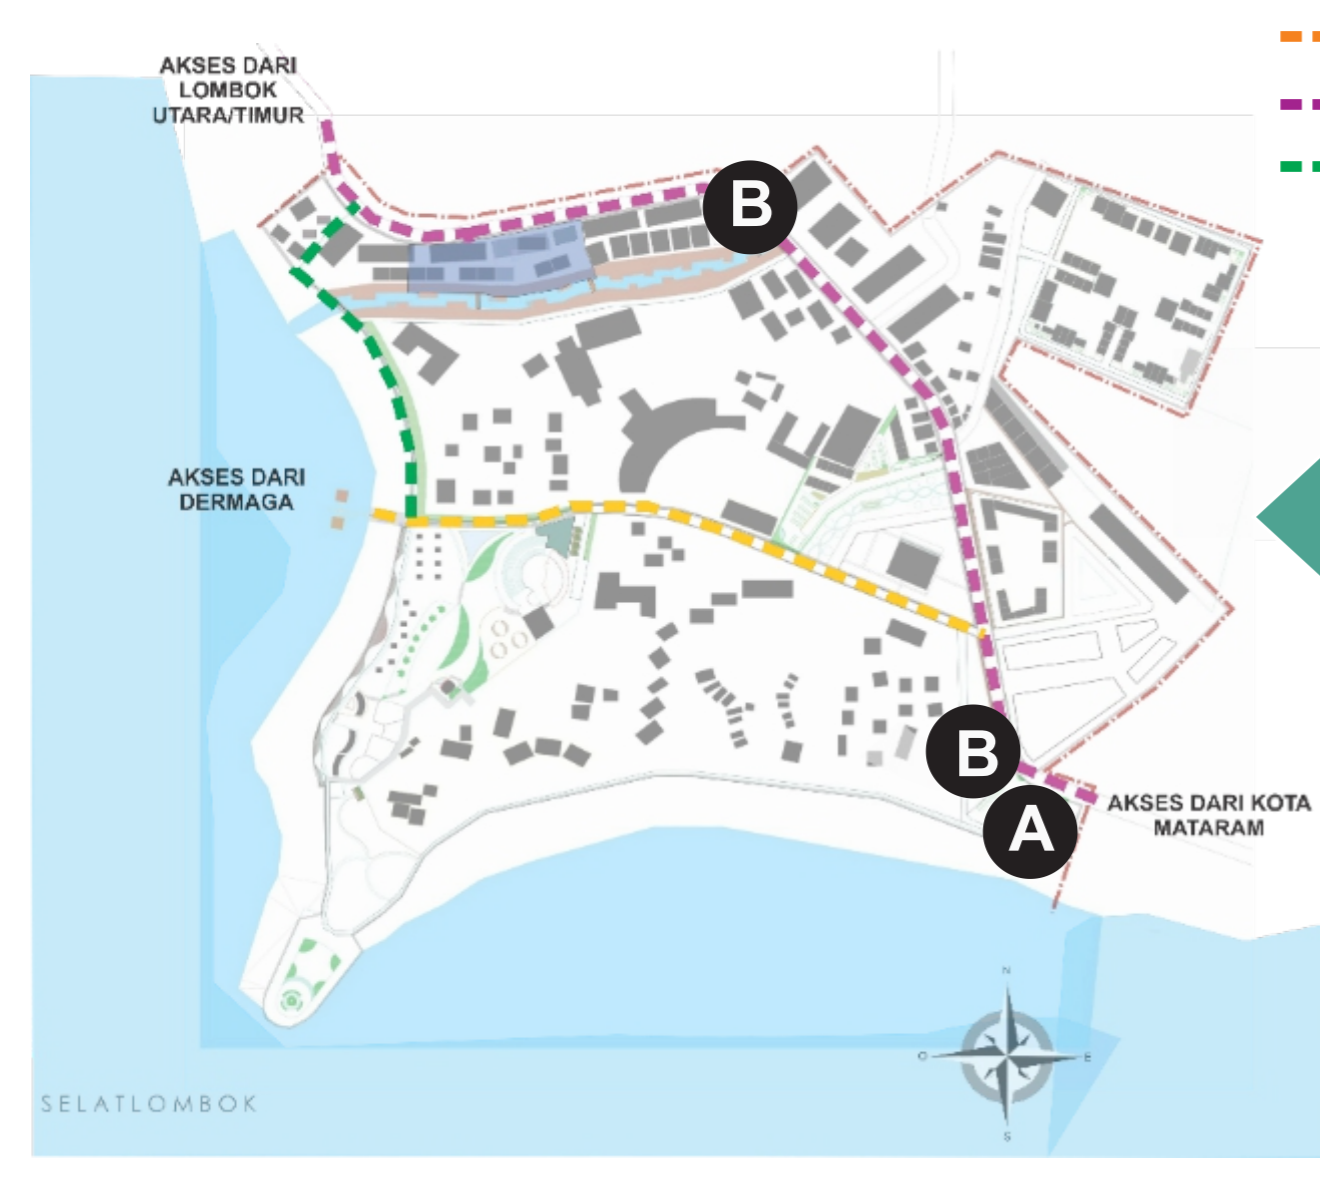 AKSES DARI
LOMBOK
UTARA/TIMUR
B
AKSES DARI
DERMAGA
B
AKSES DARI KOTA
MATARAM
A
N
O
E
S
SELATLOMBOK